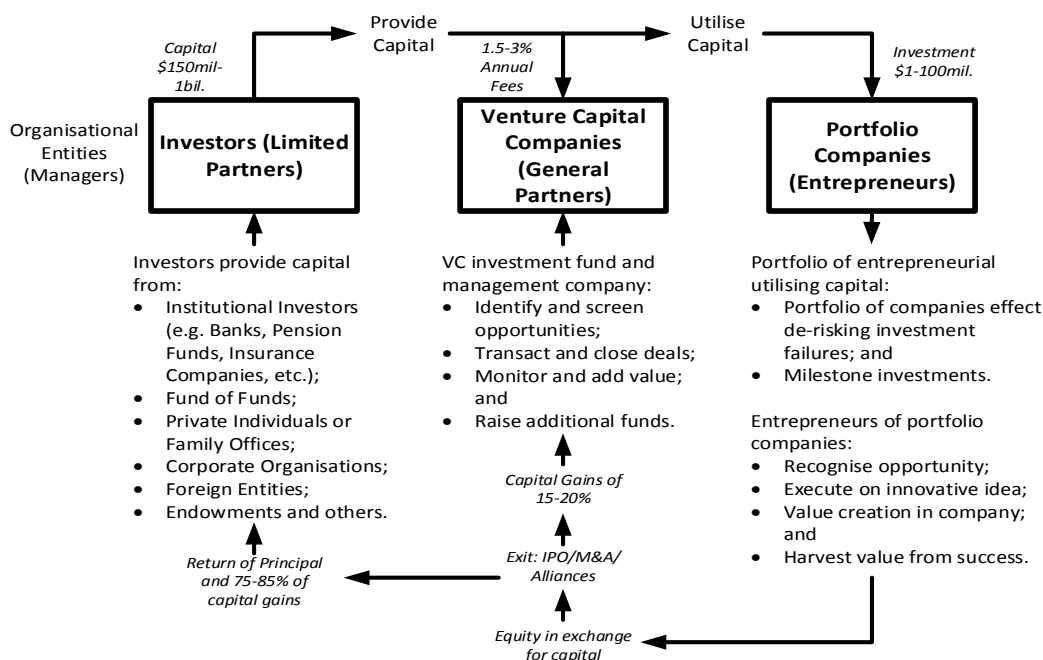 Provide
Capital
Utilise
Capital
Capital
$150mil-
1bil.
1.5-3%
Annual
Fees
Investment
$1-100mil.
Organisational
Entities
(Managers)
Investors (Limited
Partners)
Venture Capital
Companies
(General
Partners)
Portfolio
Companies
(Entrepreneurs)
Investors provide capital
from:
• Institutional Investors
(e.g. Banks, Pension
Funds, Insurance
Companies, etc.);
• Fund of Funds;
• Private Individuals or
Family Offices;
• Corporate Organisations;
• Foreign Entities;
• Endowments and others.
VC investment fund and
management company:
• Identify and screen
opportunities;
• Transact and close deals;
• Monitor and add value;
and
• Raise additional funds.
Portfolio of entrepreneurial
utilising capital:
• Portfolio of companies effect
de-risking investment
failures; and
• Milestone investments.
Entrepreneurs of portfolio
companies:
• Recognise opportunity;
• Execute on innovative idea;
• Value creation in company;
and
• Harvest value from success.
Capital Gains of
15-20%
Return of Principal
and 75-85% of
capital gains
Exit: IPO/M&A/
Alliances
Equity in exchange
for capital